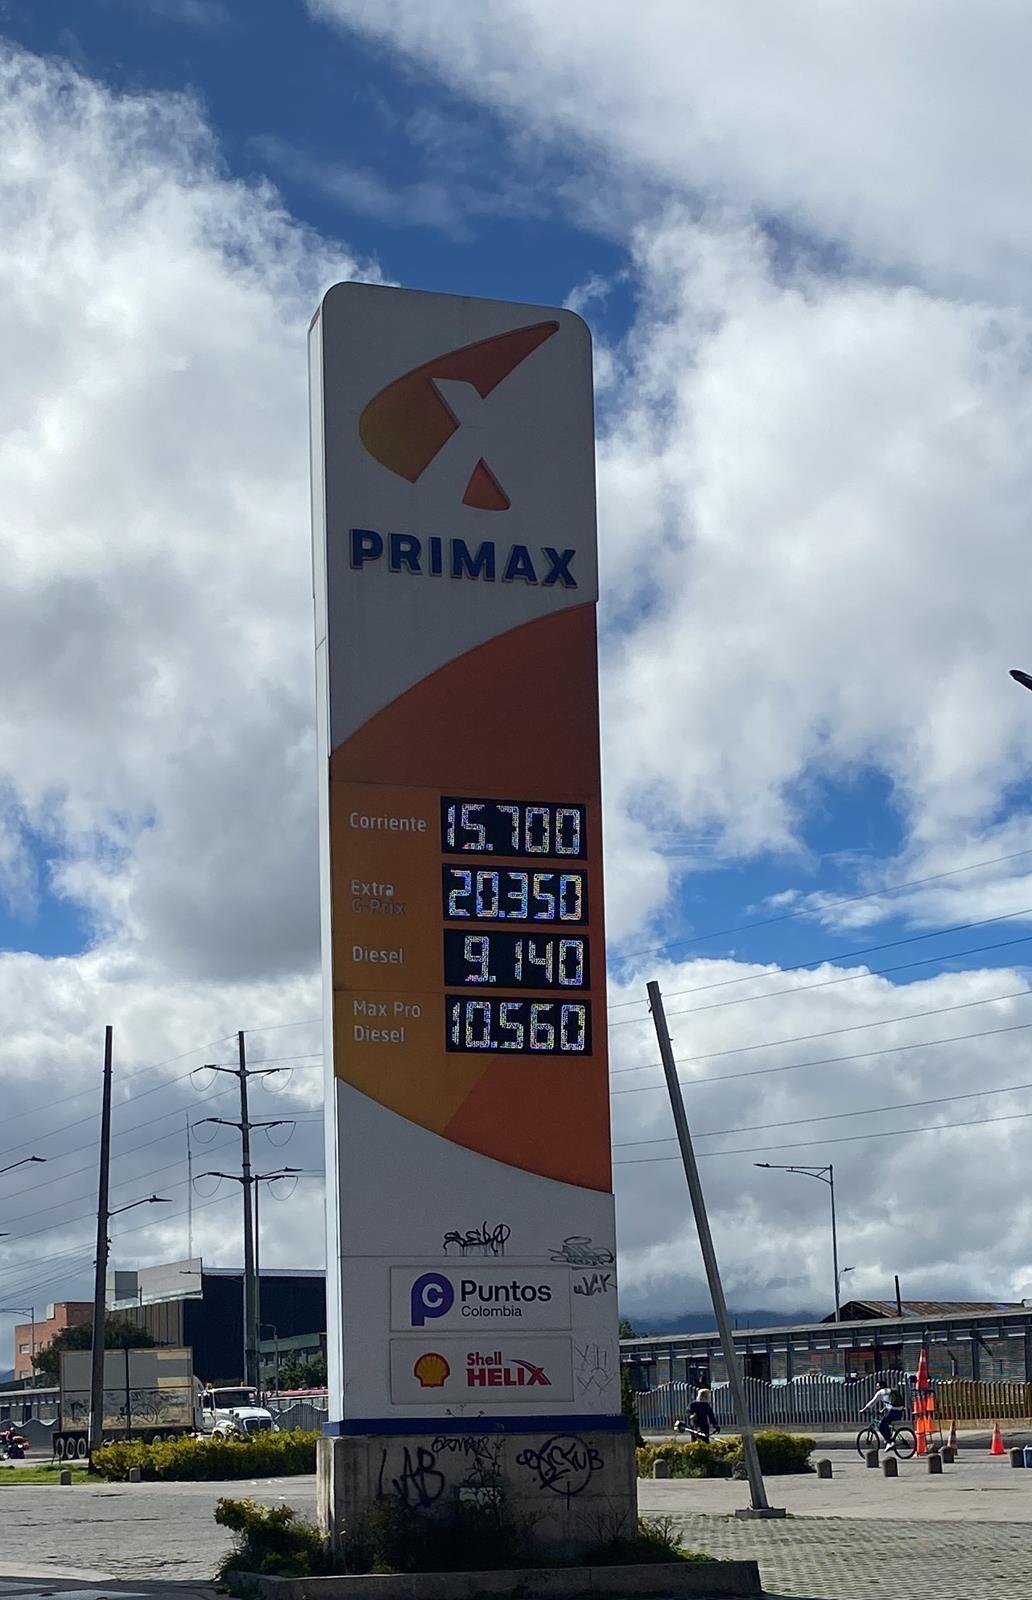 PRIMAX
Corriente 15.700
Extra
G-Prix 20.350
Diesel 9.140
Max Pro
Diesel 10.560
Puntos
Colombia
Shell
HELIX